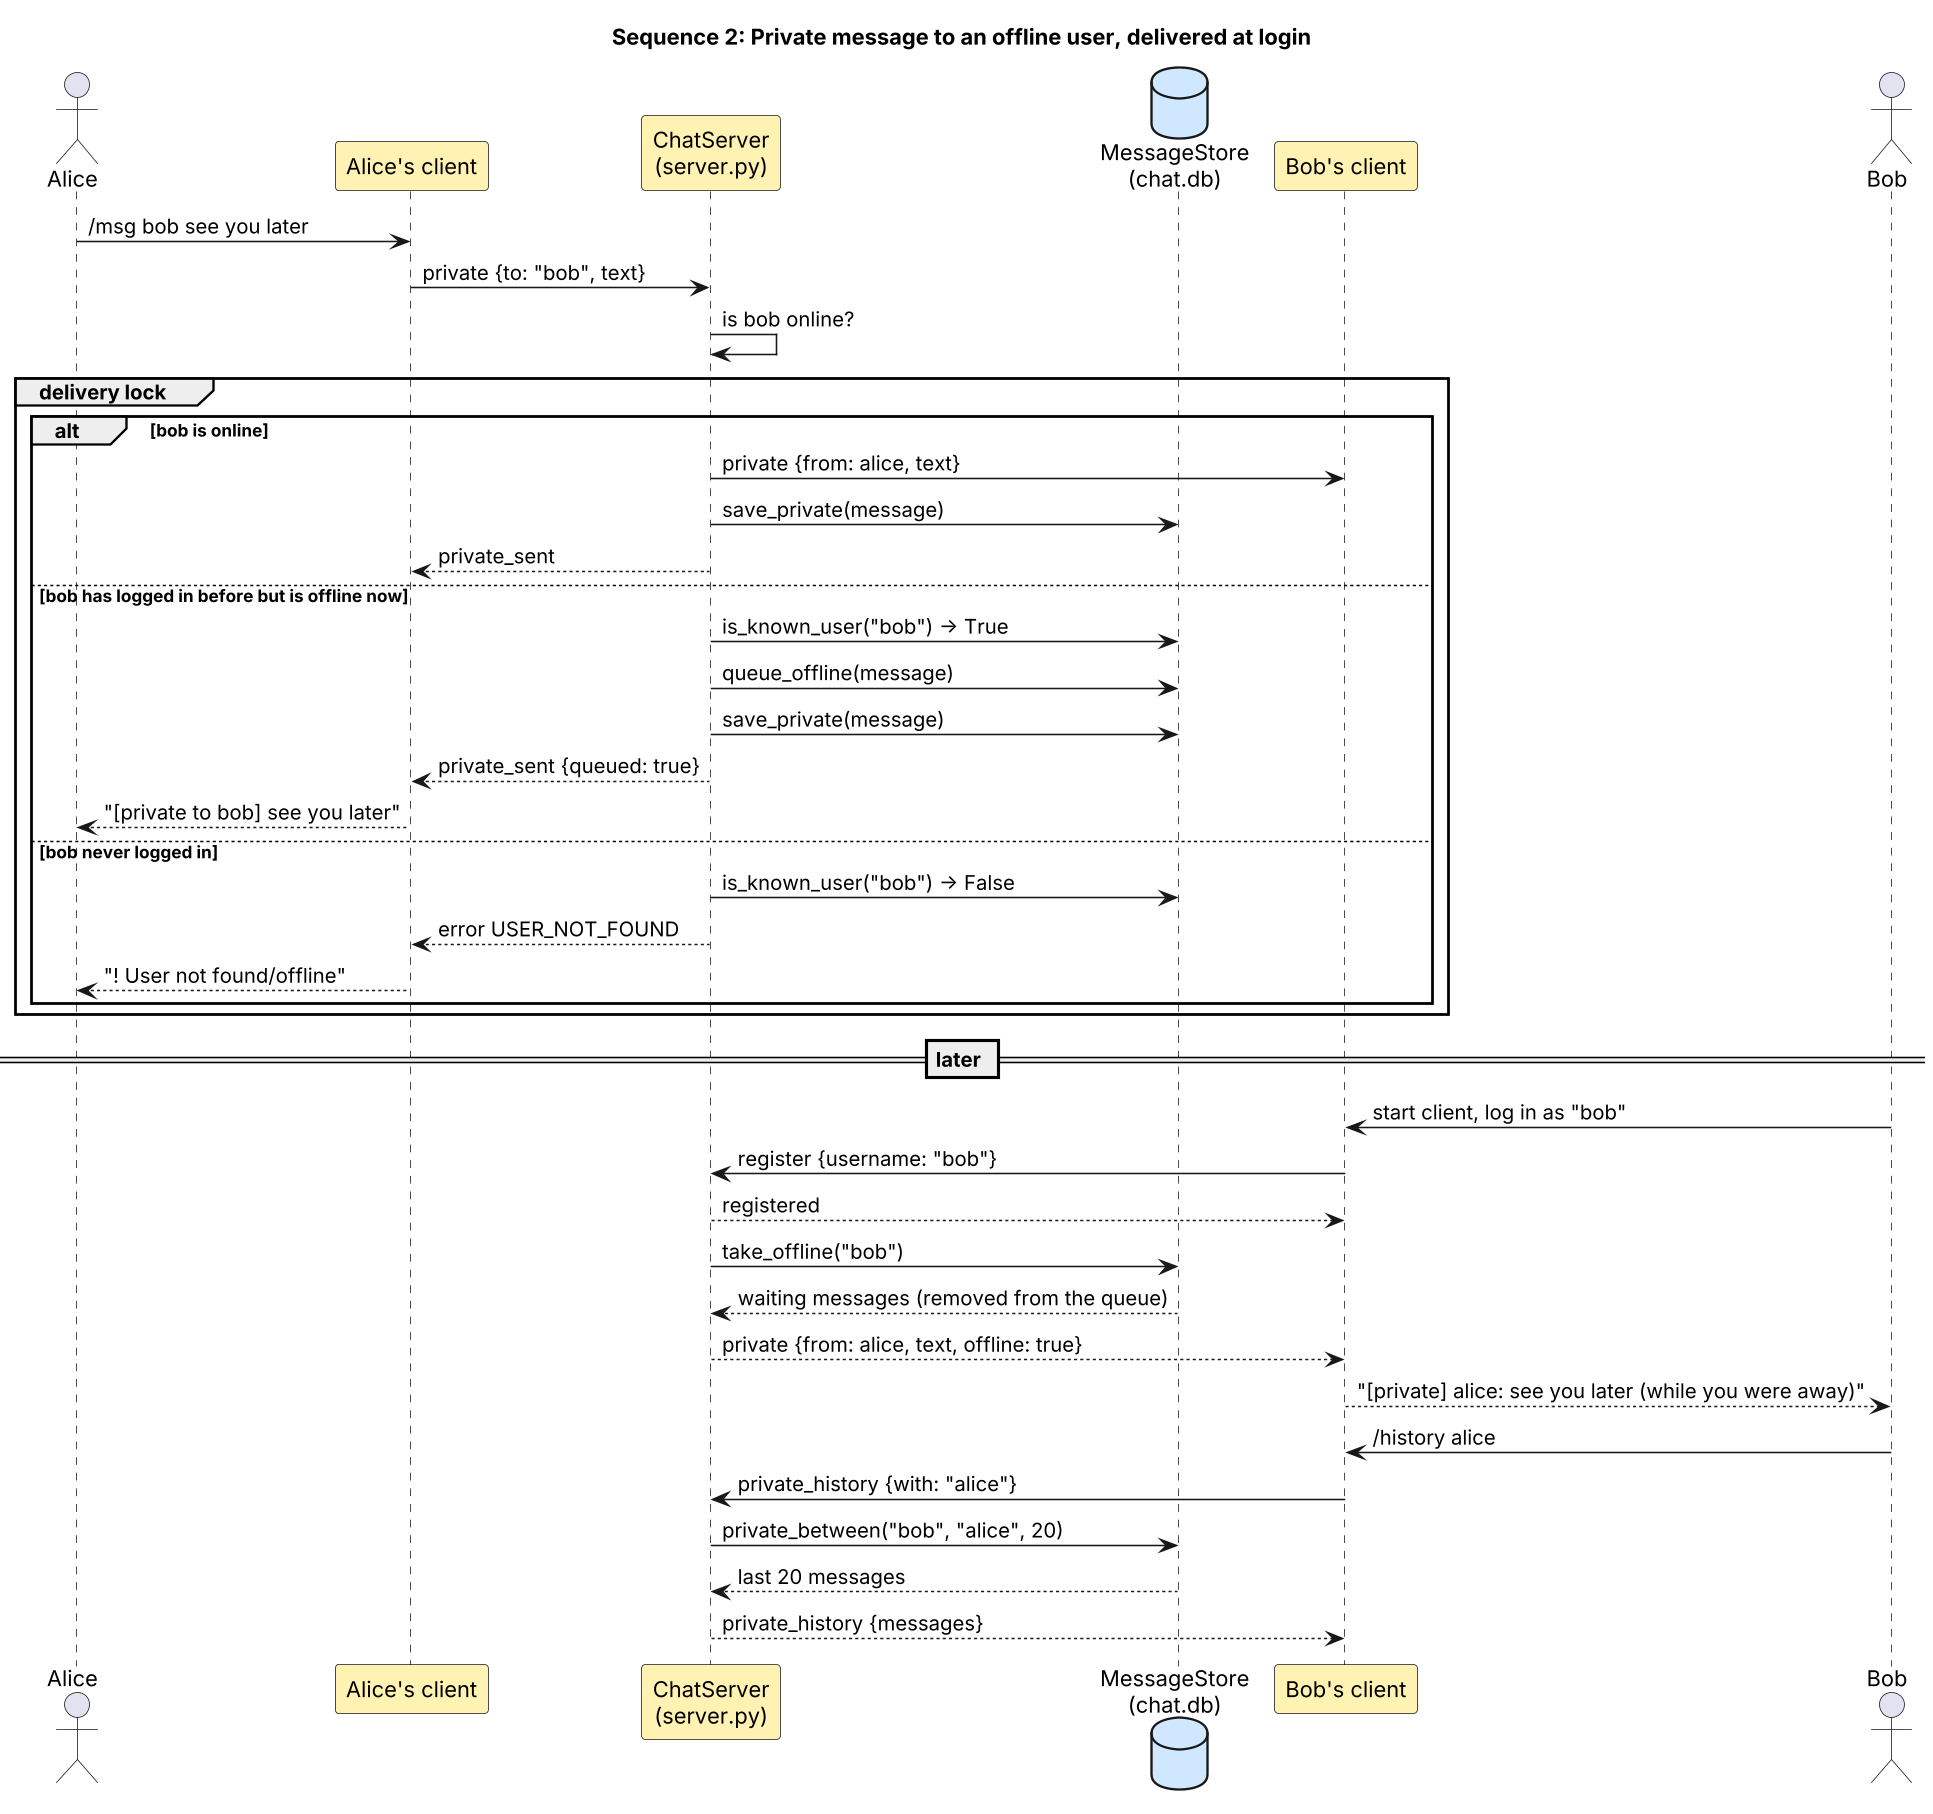 Sequence 2: Private message to an offline user, delivered at login
Alice
Alice's client
ChatServer
(server.py)
MessageStore
(chat.db)
Bob's client
Bob
/msg bob see you later
private {to: "bob", text}
is bob online?
delivery lock
alt [bob is online]
private {from: alice, text}
save_private(message)
private_sent
[bob has logged in before but is offline now]
is_known_user("bob") → True
queue_offline(message)
save_private(message)
private_sent {queued: true}
"[private to bob] see you later"
[bob never logged in]
is_known_user("bob") → False
error USER_NOT_FOUND
"! User not found/offline"
later
start client, log in as "bob"
register {username: "bob"}
registered
take_offline("bob")
waiting messages (removed from the queue)
private {from: alice, text, offline: true}
"[private] alice: see you later (while you were away)"
/history alice
private_history {with: "alice"}
private_between("bob", "alice", 20)
last 20 messages
private_history {messages}
Alice
Alice's client
ChatServer
(server.py)
MessageStore
(chat.db)
Bob's client
Bob